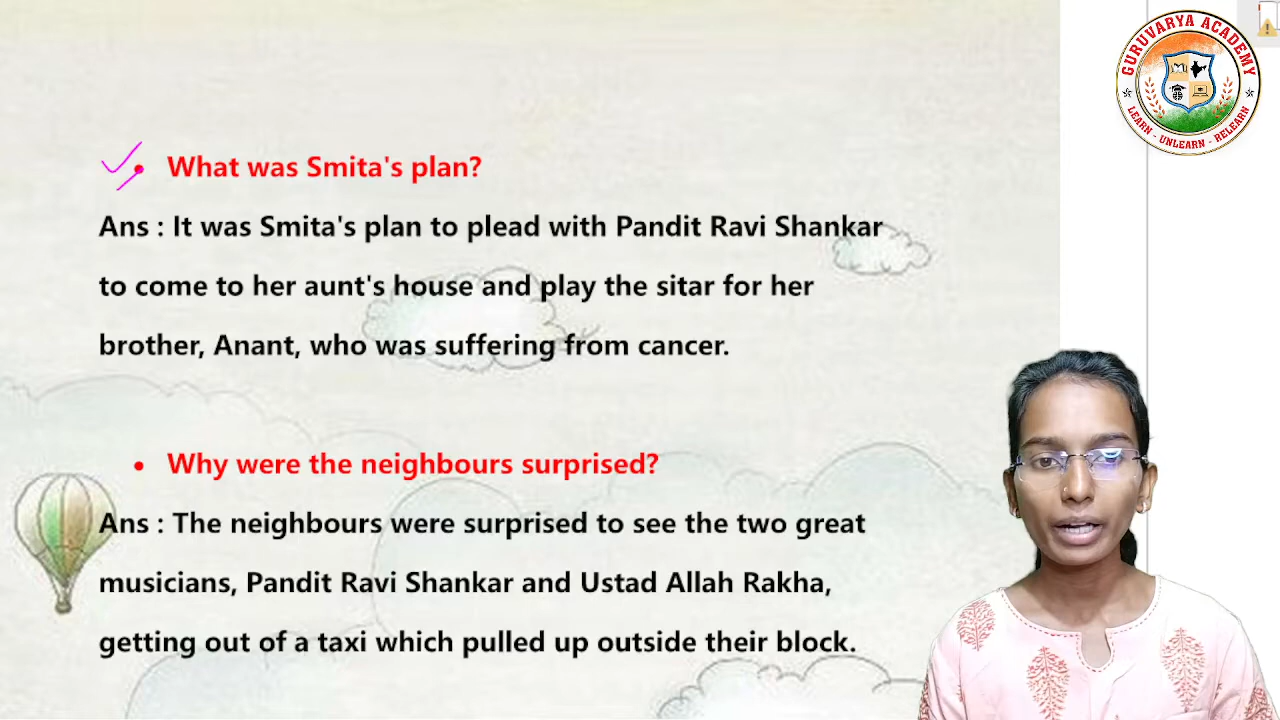 GURUVARYA ACADEMY
LEARN - UNLEARN - RELEARN
• What was Smita's plan?
Ans : It was Smita's plan to plead with Pandit Ravi Shankar
to come to her aunt's house and play the sitar for her
brother, Anant, who was suffering from cancer.
• Why were the neighbours surprised?
Ans : The neighbours were surprised to see the two great
musicians, Pandit Ravi Shankar and Ustad Allah Rakha,
getting out of a taxi which pulled up outside their block.